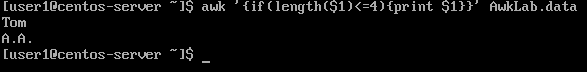 [user1@centos-server ~]$ awk '{if(length($1)<=4){print $1}}' AwkLab.data
Tom
A.A.
[user1@centos-server ~]$ _